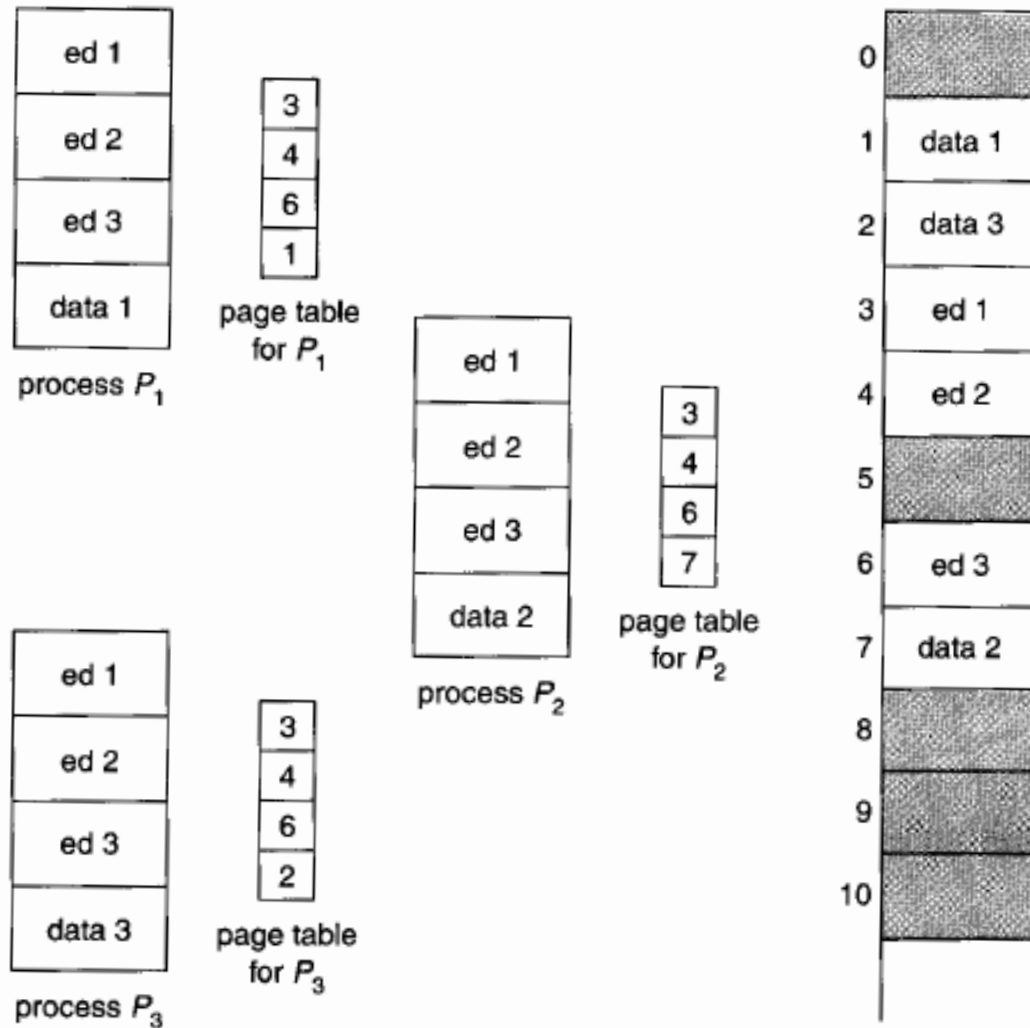 ed 1
ed 2
ed 3
data 1
process P1
3
4
6
1
page table
for P1
ed 1
ed 2
ed 3
data 2
process P2
3
4
6
7
page table
for P2
ed 1
ed 2
ed 3
data 3
process P3
3
4
6
2
page table
for P3
0
1 data 1
2 data 3
3 ed 1
4 ed 2
5
6 ed 3
7 data 2
8
9
10